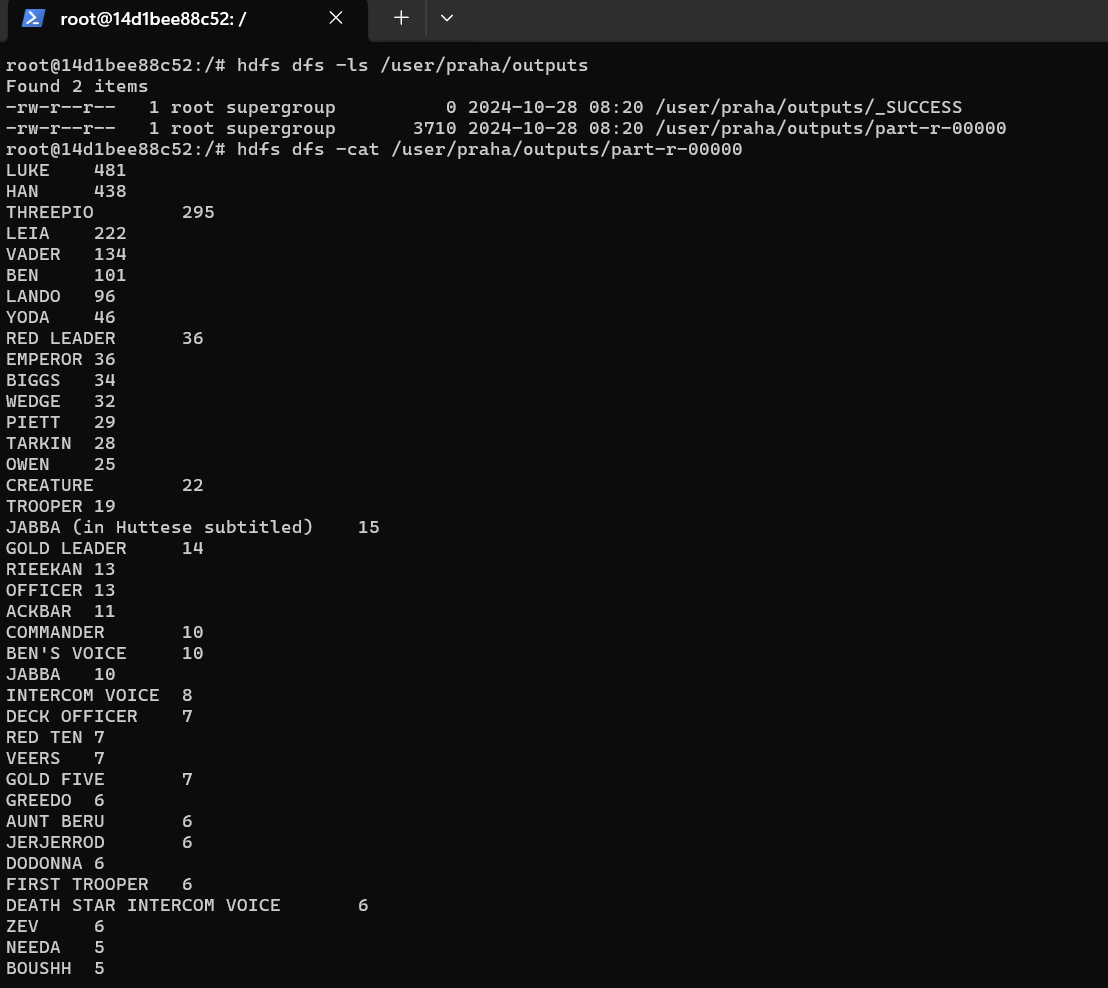 root@14d1bee88c52: /
root@14d1bee88c52:/# hdfs dfs -ls /user/praha/outputs
Found 2 items
-rw-r--r--   1 root supergroup          0 2024-10-28 08:20 /user/praha/outputs/_SUCCESS
-rw-r--r--   1 root supergroup       3710 2024-10-28 08:20 /user/praha/outputs/part-r-00000
root@14d1bee88c52:/# hdfs dfs -cat /user/praha/outputs/part-r-00000
LUKE    481
HAN     438
THREEPIO        295
LEIA    222
VADER   134
BEN     101
LANDO   96
YODA    46
RED LEADER      36
EMPEROR 36
BIGGS   34
WEDGE   32
PIETT   29
TARKIN  28
OWEN    25
CREATURE        22
TROOPER 19
JABBA (in Huttese subtitled)    15
GOLD LEADER     14
RIEEKAN 13
OFFICER 13
ACKBAR  11
COMMANDER       10
BEN'S VOICE     10
JABBA   10
INTERCOM VOICE  8
DECK OFFICER    7
RED TEN 7
VEERS   7
GOLD FIVE       7
GREEDO  6
AUNT BERU       6
JERJERROD       6
DODONNA 6
FIRST TROOPER   6
DEATH STAR INTERCOM VOICE       6
ZEV     6
NEEDA   5
BOUSHH  5